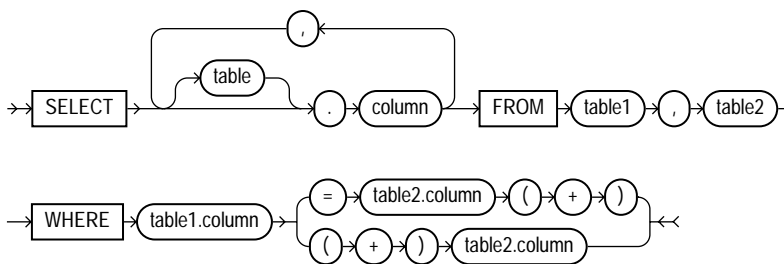 ,
table
SELECT . column FROM table1 , table2
WHERE table1.column = table2.column ( + )
( + ) table2.column